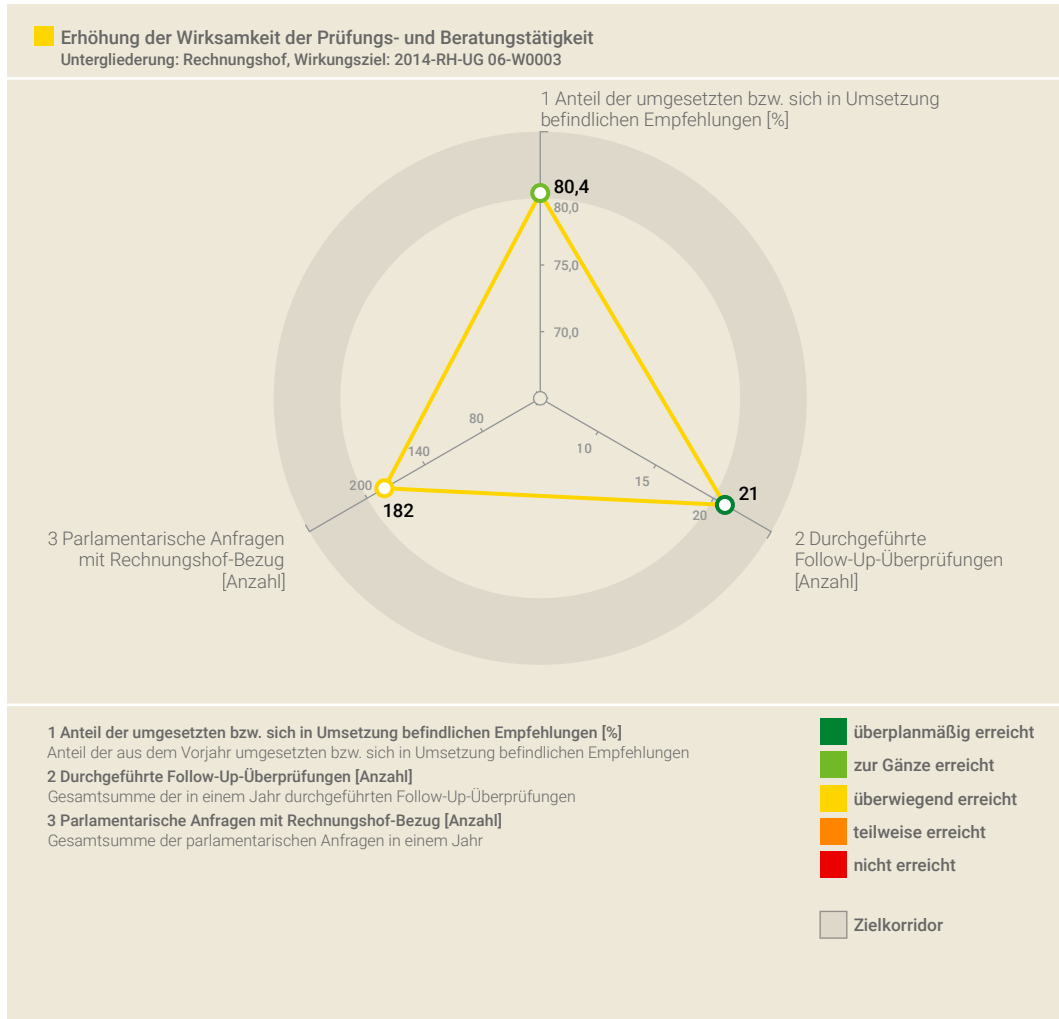 Erhöhung der Wirksamkeit der Prüfungs- und Beratungstätigkeit
Untergliederung: Rechnungshof, Wirkungsziel: 2014-RH-UG 06-W0003
1 Anteil der umgesetzten bzw. sich in Umsetzung
befindlichen Empfehlungen [%]
80,4
80,0
75,0
70,0
80
140
200
182
10
15
20
21
3 Parlamentarische Anfragen
mit Rechnungshof-Bezug
[Anzahl]
2 Durchgeführte
Follow-Up-Überprüfungen
[Anzahl]
1 Anteil der umgesetzten bzw. sich in Umsetzung befindlichen Empfehlungen [%]
Anteil der aus dem Vorjahr umgesetzten bzw. sich in Umsetzung befindlichen Empfehlungen
2 Durchgeführte Follow-Up-Überprüfungen [Anzahl]
Gesamtsumme der in einem Jahr durchgeführten Follow-Up-Überprüfungen
3 Parlamentarische Anfragen mit Rechnungshof-Bezug [Anzahl]
Gesamtsumme der parlamentarischen Anfragen in einem Jahr
überplanmäßig erreicht
zur Gänze erreicht
überwiegend erreicht
teilweise erreicht
nicht erreicht
Zielkorridor